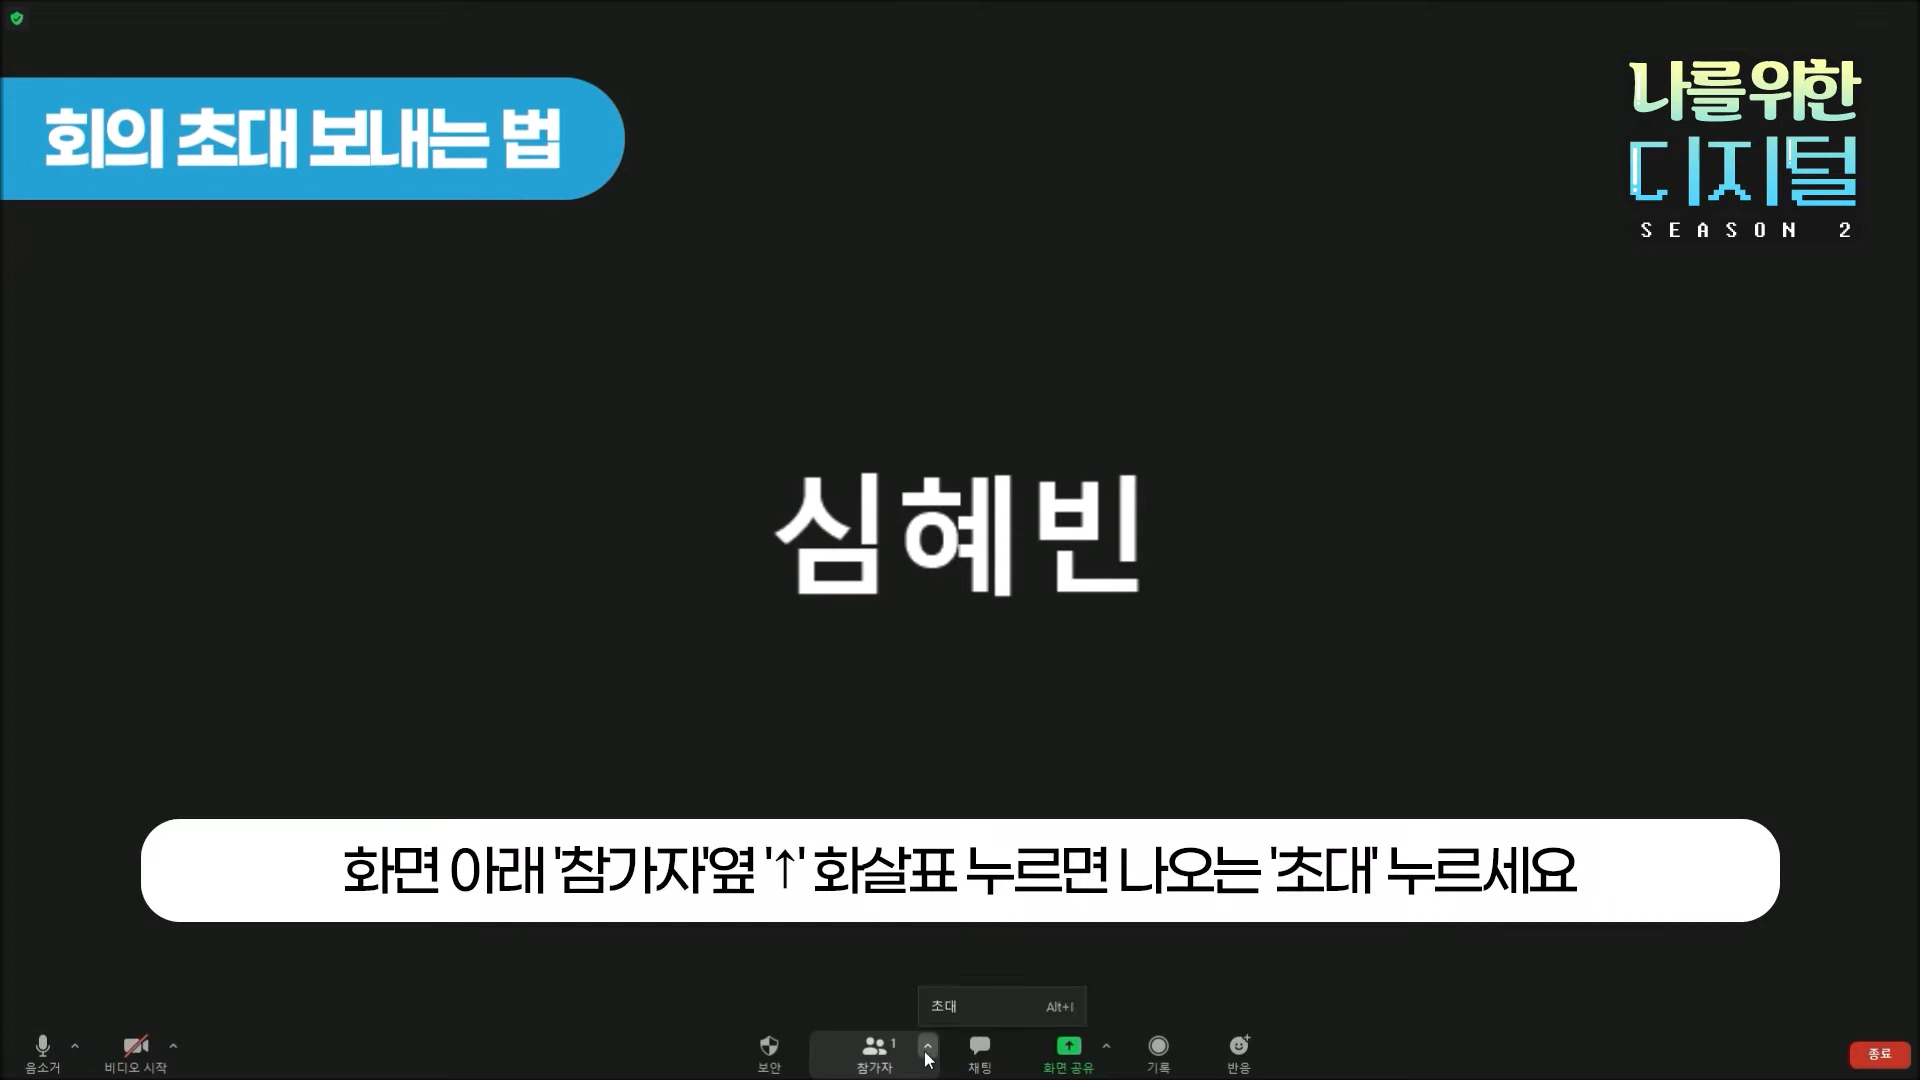 회의 초대 보내는 법
나를위한
디지털
SEASON 2
심혜빈
화면 아래 '참가자'옆 '↑' 화살표 누르면 나오는 '초대' 누르세요
초대 Alt+I
음소거 비디오 시작 보안 참가자 1 채팅 화면 공유 기록 반응 종료